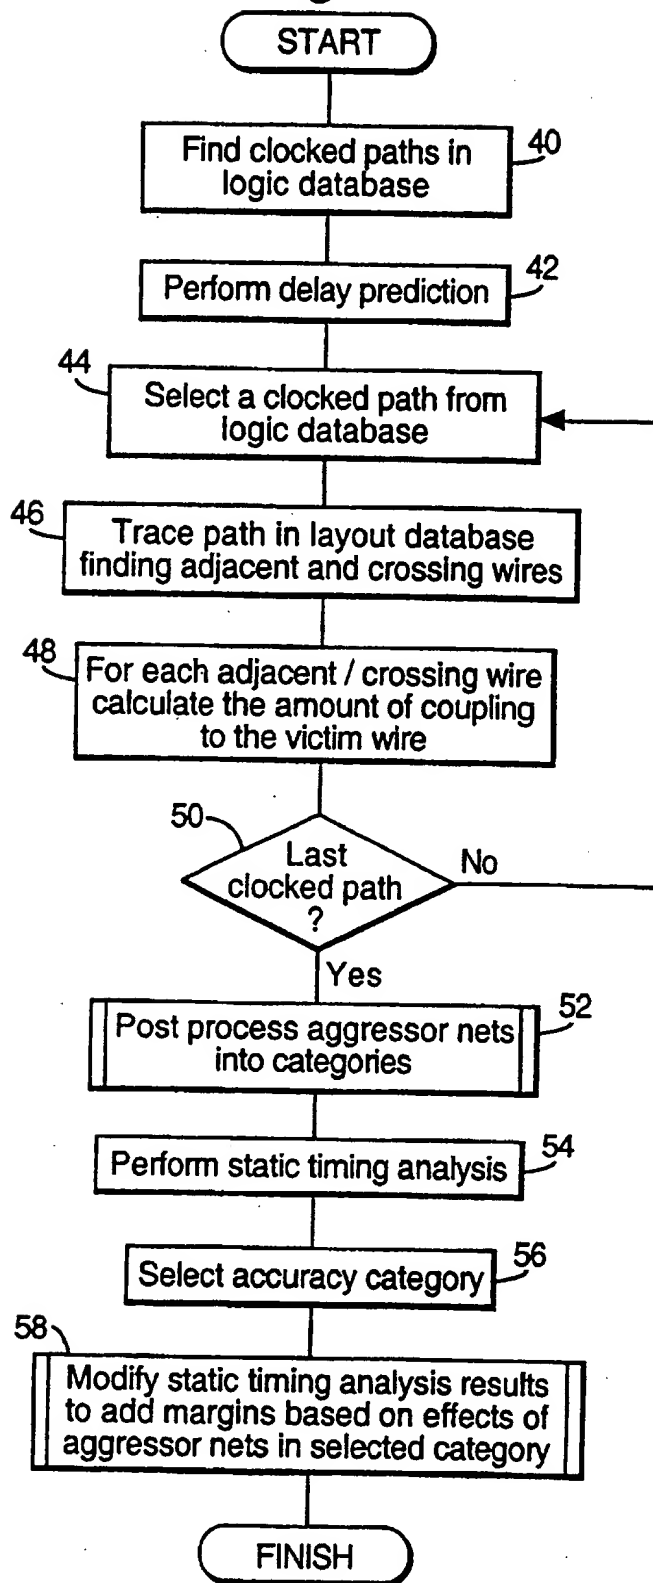 START
Find clocked paths in
logic database
40
Perform delay prediction
42
44
Select a clocked path from
logic database
46
Trace path in layout database
finding adjacent and crossing wires
48
For each adjacent / crossing wire
calculate the amount of coupling
to the victim wire
50
Last
clocked path
?
No
Yes
Post process aggressor nets
into categories
52
Perform static timing analysis
54
Select accuracy category
56
58
Modify static timing analysis results
to add margins based on effects of
aggressor nets in selected category
FINISH